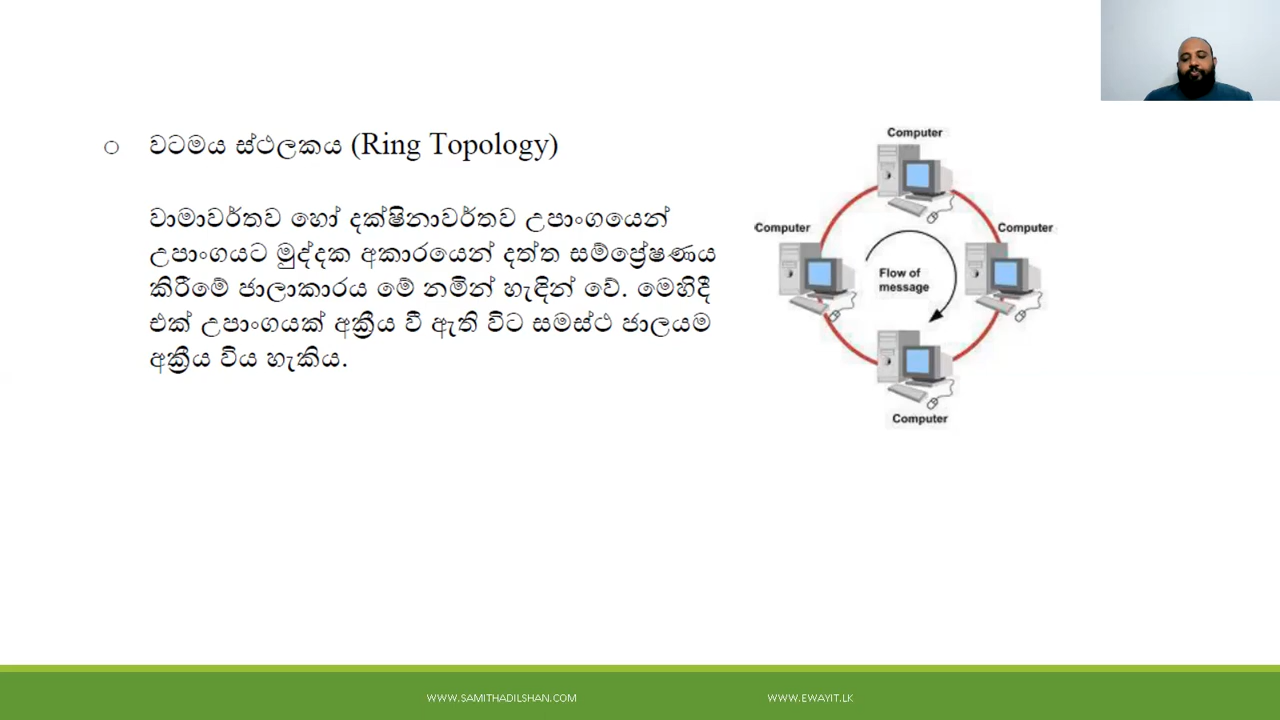 වටමය ස්ථලකය (Ring Topology)
වාමාවර්තව හෝ දක්ෂිනාවර්තව උපාංගයෙන්
උපාංගයට මුද්දක අකාරයෙන් දත්ත සම්ප්‍රේෂණය
කිරීමේ ජාලාකාරය මේ නමින් හැඳින් වේ. මෙහිදී
එක් උපාංගයක් අක්‍රීය වී ඇති විට සමස්ථ ජාලයම
අක්‍රීය විය හැකිය.
Computer
Computer
Computer
Flow of
message
Computer
WWW.SAMITHADILSHAN.COM
WWW.EWAYIT.LK